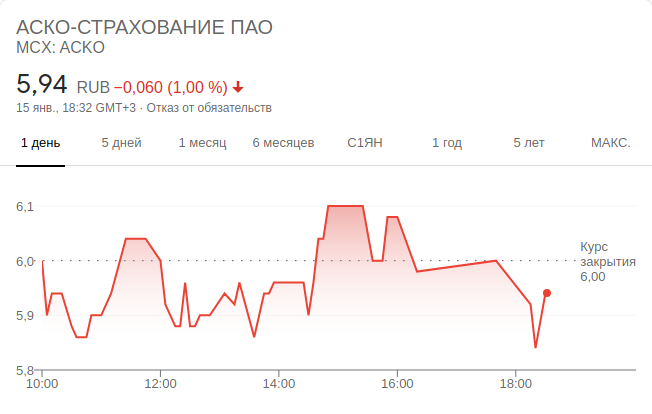 АСКО-СТРАХОВАНИЕ ПАО
MCX: ACKO
5,94 RUB −0,060 (1,00 %)
15 янв., 18:32 GMT+3 · Отказ от обязательств
1 день 5 дней 1 месяц 6 месяцев С1ЯН 1 год 5 лет МАКС.
6,1
6,0
5,9
5,8
Курс
закрытия
6,00
10:00 12:00 14:00 16:00 18:00